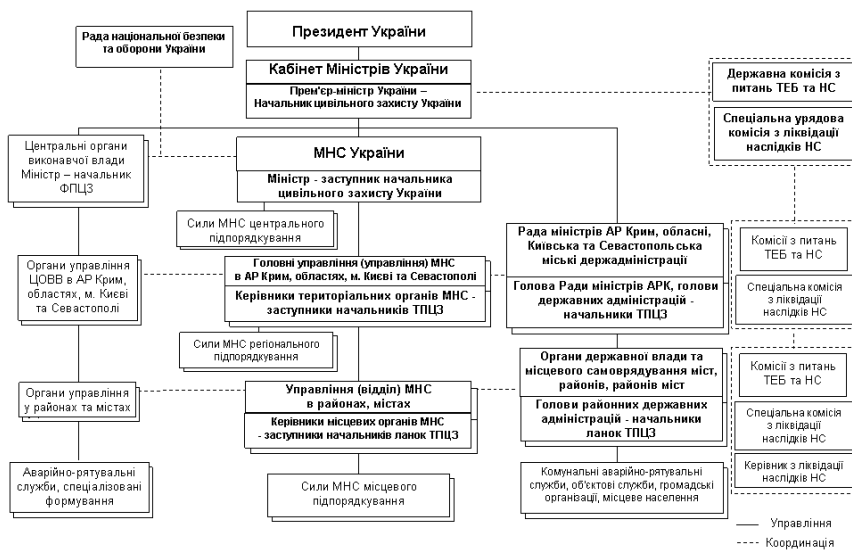 Президент України
Рада національної безпеки
та оборони України
Кабінет Міністрів України
Прем'єр-міністр України –
Начальник цивільного захисту України
Державна комісія з
питань ТЕБ та НС
Спеціальна урядова
комісія з ліквідації
наслідків НС
Центральні органи
виконавчої влади
Міністр – начальник
ФПЦЗ
МНС України
Міністр - заступник начальника
цивільного захисту України
Сили МНС центрального
підпорядкування
Органи управління
ЦОВВ в АР Крим,
областях, м. Києві
та Севастополі
Головні управління (управління) МНС
в АР Крим, областях, м. Києві та Севастополі
Керівники територіальних органів МНС -
заступники начальників ТПЦЗ
Рада міністрів АР Крим, обласні,
Київська та Севастопольська
міські держадміністрації
Голова Ради міністрів АРК, голови
державних адміністрацій -
начальники ТПЦЗ
Комісії з питань
ТЕБ та НС
Спеціальна комісія
з ліквідації
наслідків НС
Сили МНС регіонального
підпорядкування
Органи управління
у районах та містах
Управління (відділ) МНС
в районах, містах
Керівники місцевих органів МНС
- заступники начальників ланок ТПЦЗ
Органи державної влади та
місцевого самоврядування міст,
районів, районів міст
Голови районних державних
адміністрацій - начальники
ланок ТПЦЗ
Комісії з питань
ТЕБ та НС
Спеціальна комісія
з ліквідації
наслідків НС
Керівник з ліквідації
наслідків НС
Аварійно-рятувальні
служби, спеціалізовані
формування
Сили МНС місцевого
підпорядкування
Комунальні аварійно-рятувальні
служби, об'єктові служби, громадські
організації, місцеве населення
Управління
Координація